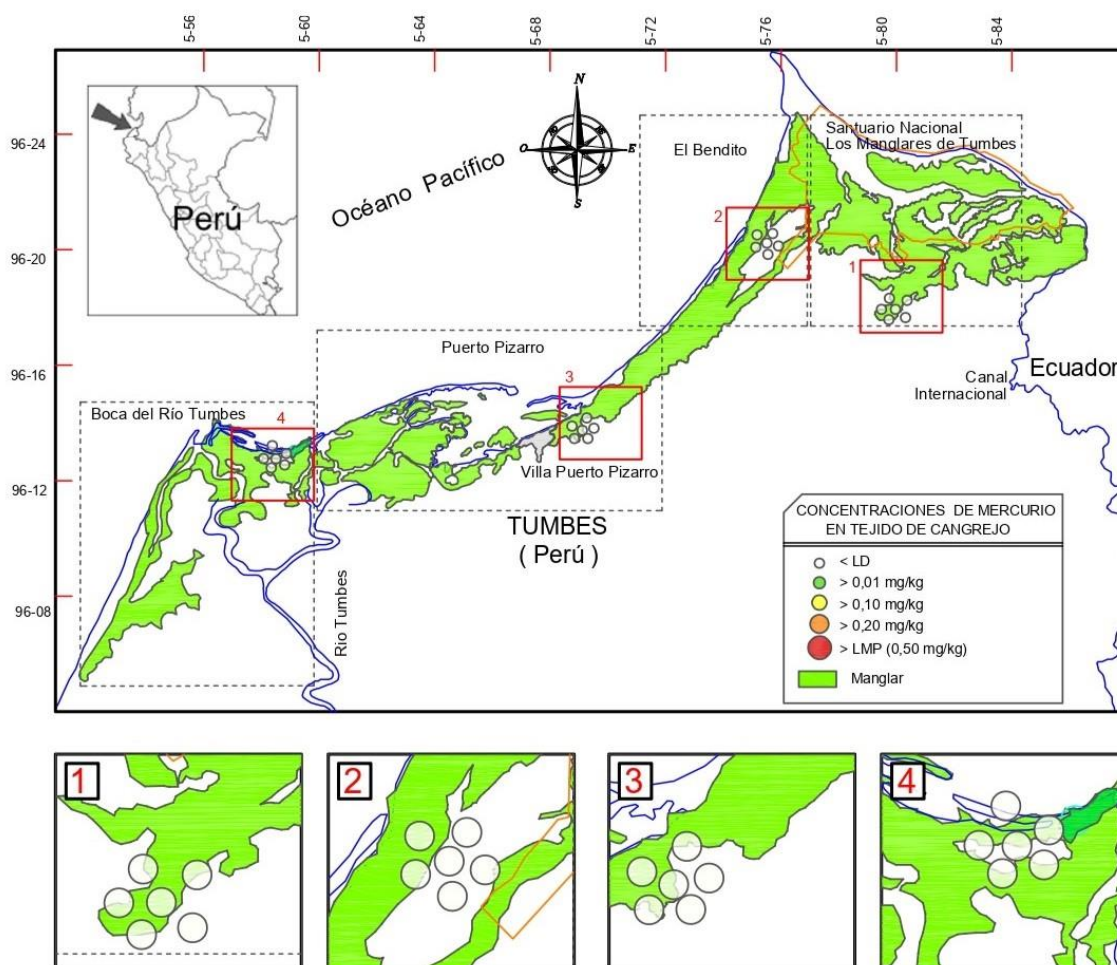 5-56
5-60
5-64
5-68
5-72
5-76
5-80
5-84
96-24
96-20
96-16
96-12
96-08
Perú
Océano Pacífico
N
O
E
S
El Bendito
Santuario Nacional
Los Manglares de Tumbes
2
1
Puerto Pizarro
3
Ecuador
Canal
Internacional
Boca del Río Tumbes
4
Villa Puerto Pizarro
TUMBES
( Perú )
Río Tumbes
CONCENTRACIONES DE MERCURIO
EN TEJIDO DE CANGREJO
< LD
> 0,01 mg/kg
> 0,10 mg/kg
> 0,20 mg/kg
> LMP (0,50 mg/kg)
Manglar
1
2
3
4